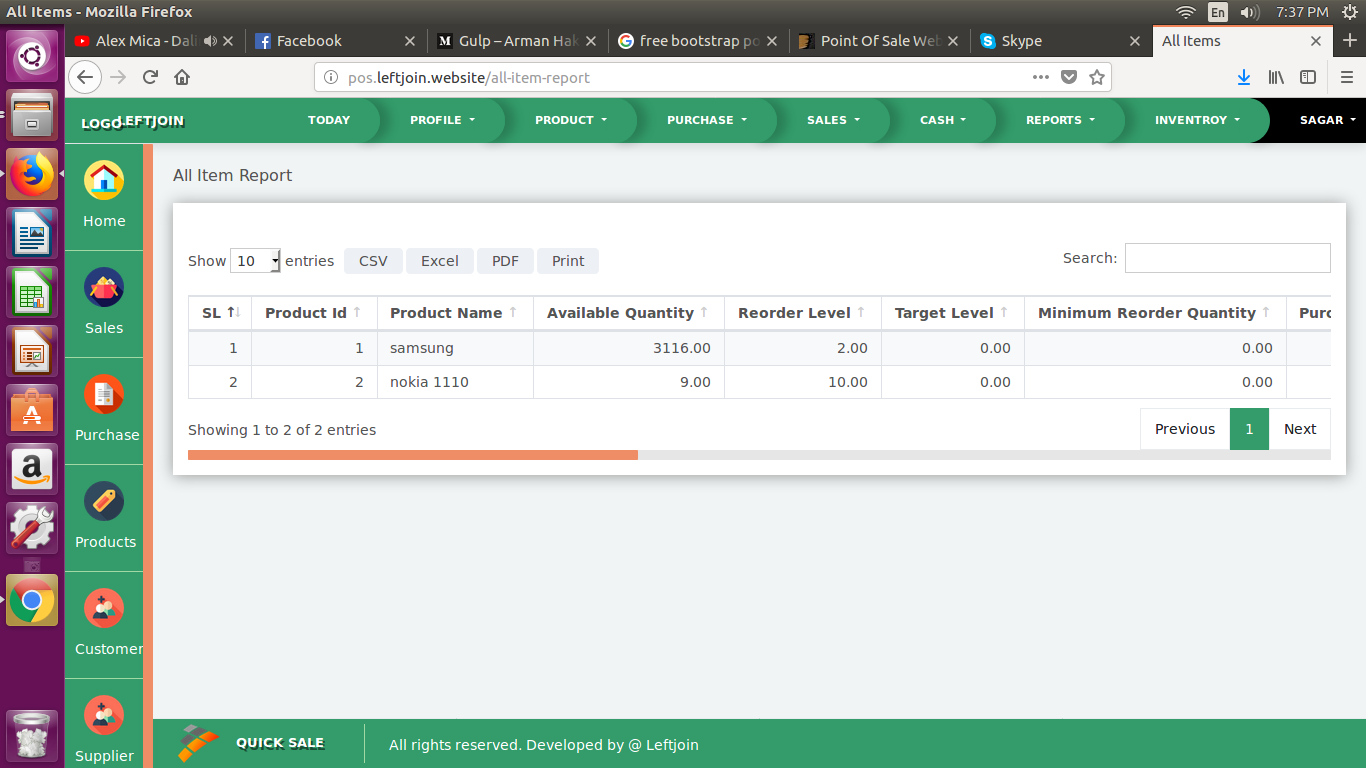 All Items - Mozilla Firefox
En
7:37 PM
Alex Mica - Dal
Facebook
Gulp – Arman Hak
free bootstrap po
Point Of Sale Web
Skype
All Items
pos.leftjoin.website/all-item-report
LOGO LEFTJOIN
TODAY
PROFILE
PRODUCT
PURCHASE
SALES
CASH
REPORTS
INVENTROY
SAGAR
Home
Sales
Purchase
Products
Customer
Supplier
All Item Report
Show 10 entries
CSV
Excel
PDF
Print
Search:
SL Product Id Product Name Available Quantity Reorder Level Target Level Minimum Reorder Quantity Purc
1 1 samsung 3116.00 2.00 0.00 0.00
2 2 nokia 1110 9.00 10.00 0.00 0.00
Showing 1 to 2 of 2 entries
Previous 1 Next
QUICK SALE
All rights reserved. Developed by @ Leftjoin